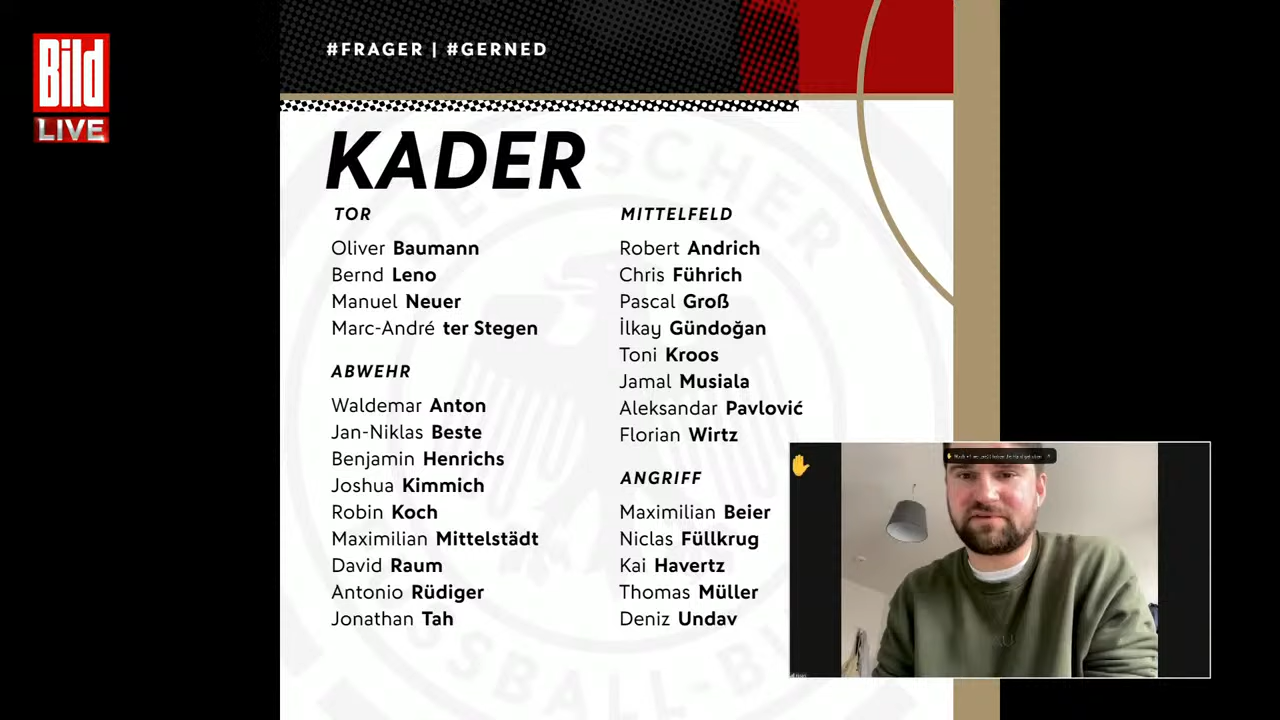 Bild
LIVE
#FRAGER | #GERNED
KADER
TOR
Oliver Baumann
Bernd Leno
Manuel Neuer
Marc-André ter Stegen
ABWEHR
Waldemar Anton
Jan-Niklas Beste
Benjamin Henrichs
Joshua Kimmich
Robin Koch
Maximilian Mittelstädt
David Raum
Antonio Rüdiger
Jonathan Tah
MITTELFELD
Robert Andrich
Chris Führich
Pascal Groß
İlkay Gündoğan
Toni Kroos
Jamal Musiala
Aleksandar Pavlović
Florian Wirtz
ANGRIFF
Maximilian Beier
Niclas Füllkrug
Kai Havertz
Thomas Müller
Deniz Undav